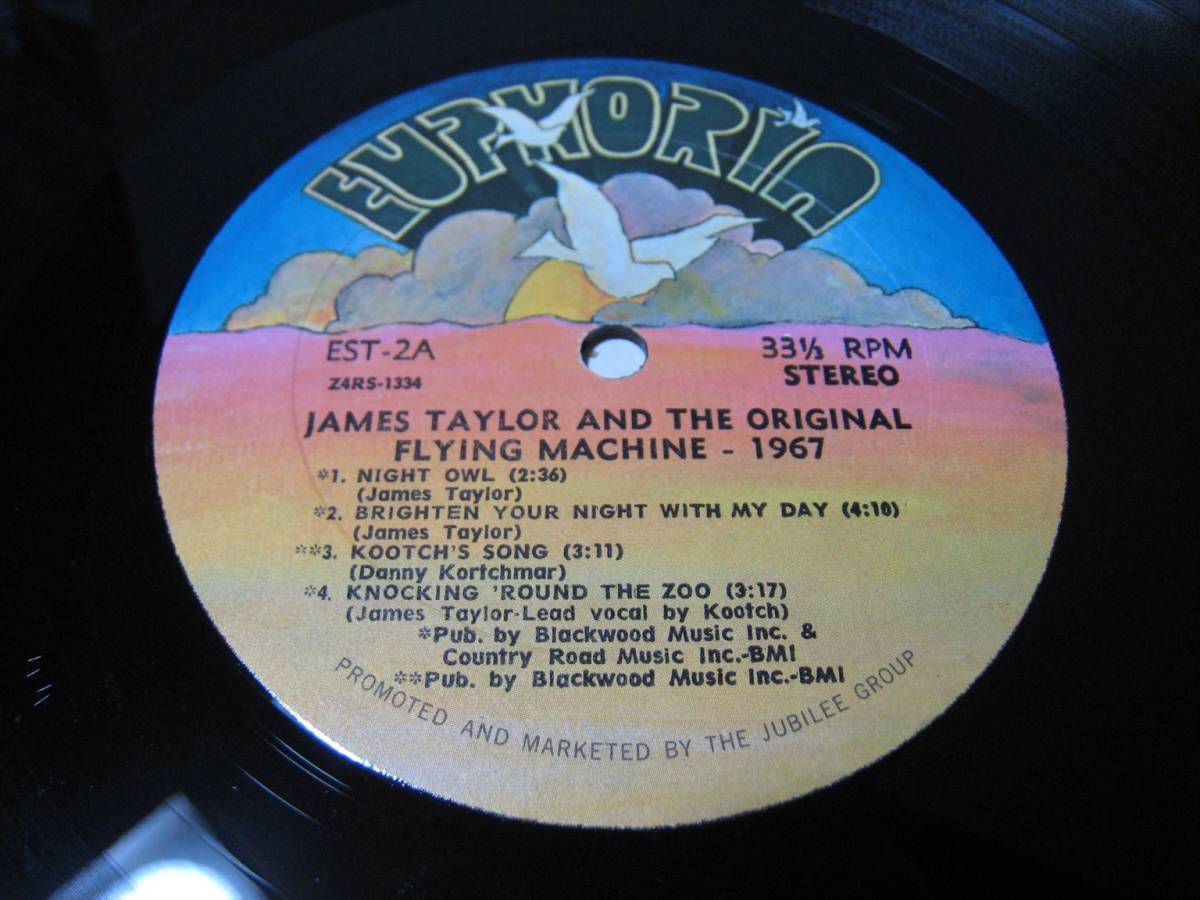 EUPHORIA
EST-2A 33⅓ RPM
Z4RS-1334 STEREO
JAMES TAYLOR AND THE ORIGINAL
FLYING MACHINE - 1967
*1. NIGHT OWL (2:36)
(James Taylor)
*2. BRIGHTEN YOUR NIGHT WITH MY DAY (4:10)
(James Taylor)
**3. KOOTCH'S SONG (3:11)
(Danny Kortchmar)
*4. KNOCKING 'ROUND THE ZOO (3:17)
(James Taylor-Lead vocal by Kootch)
*Pub. by Blackwood Music Inc. &
Country Road Music Inc.-BMI
**Pub. by Blackwood Music Inc.-BMI
PROMOTED AND MARKETED BY THE JUBILEE GROUP